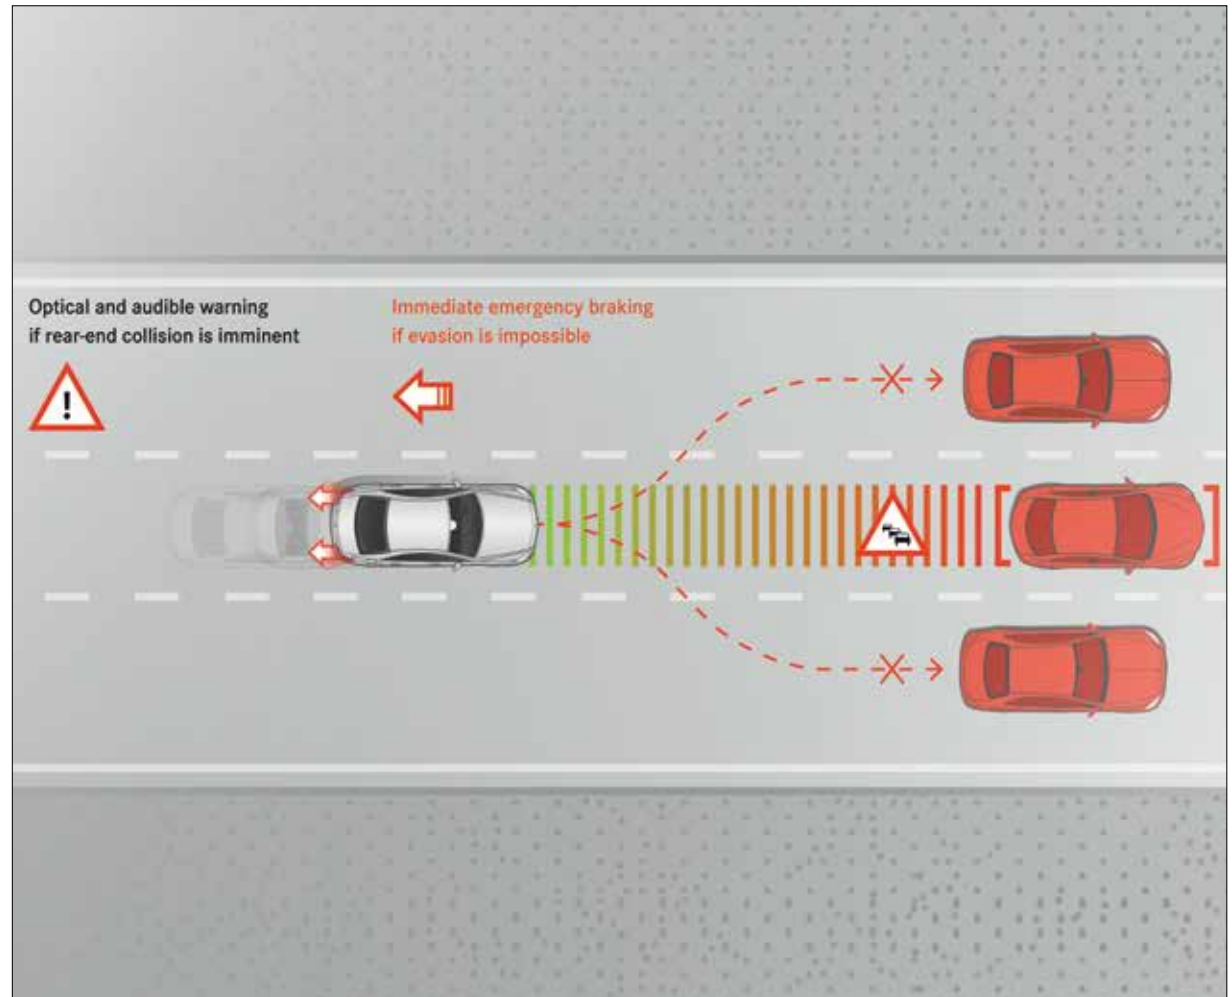 Optical and audible warning
if rear-end collision is imminent
Immediate emergency braking
if evasion is impossible
!